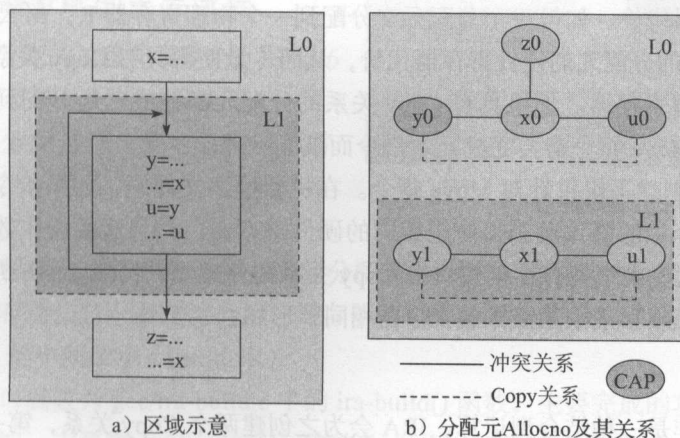 L0
x=...
L1
y=...
...=x
u=y
...=u
z=...
...=x
a）区域示意
L0
z0
y0 x0 u0
L1
y1 x1 u1
冲突关系
Copy关系
CAP
b）分配元Allocno及其关系